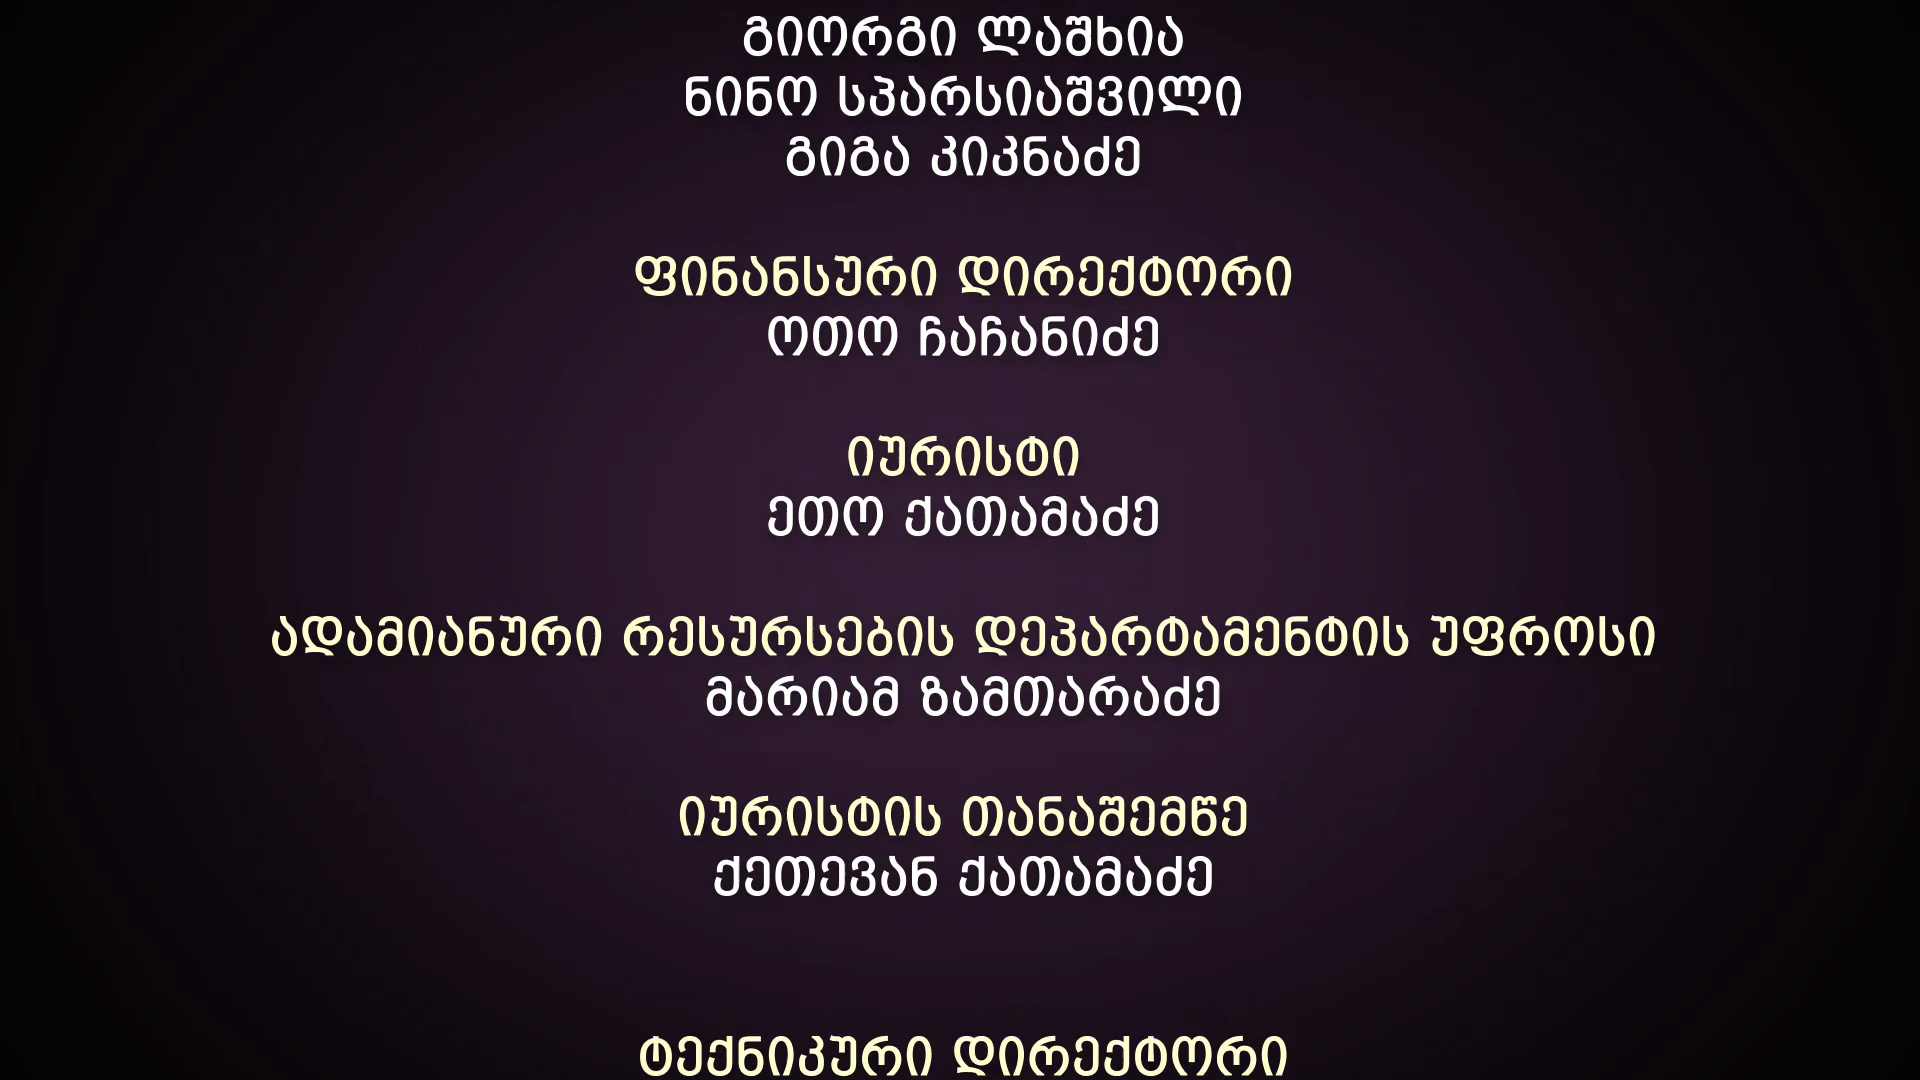 გიორგი ლაშხია
ნინო სპარსიაშვილი
გიგა კიკნაძე
ფინანსური დირექტორი
ოთო ჩაჩანიძე
იურისტი
ეთო ქათამაძე
ადამიანური რესურსების დეპარტამენტის უფროსი
მარიამ ზამთარაძე
იურისტის თანაშემწე
ქეთევან ქათამაძე
ტექნიკური დირექტორი